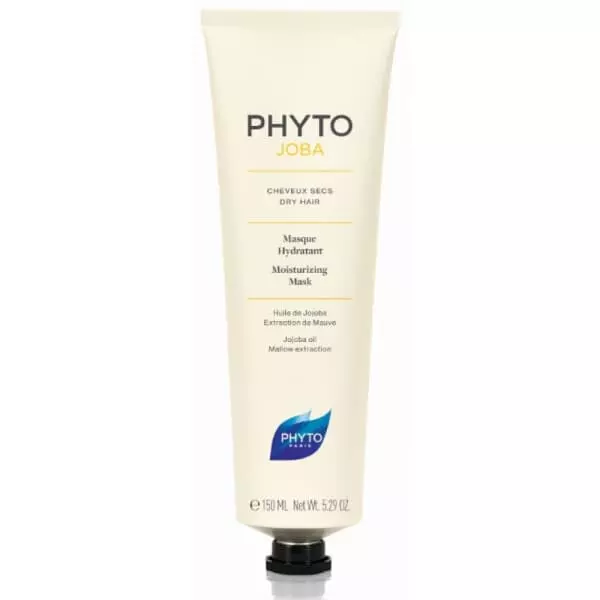 PHYTO
JOBA
CHEVEUX SECS
DRY HAIR
Masque
Hydratant
Moisturizing
Mask
Huile de Jojoba
Extraction de Mauve
Jojoba oil
Mallow extraction
PHYTO
PARIS
℮ 150 ML Net Wt. 5.29 OZ.